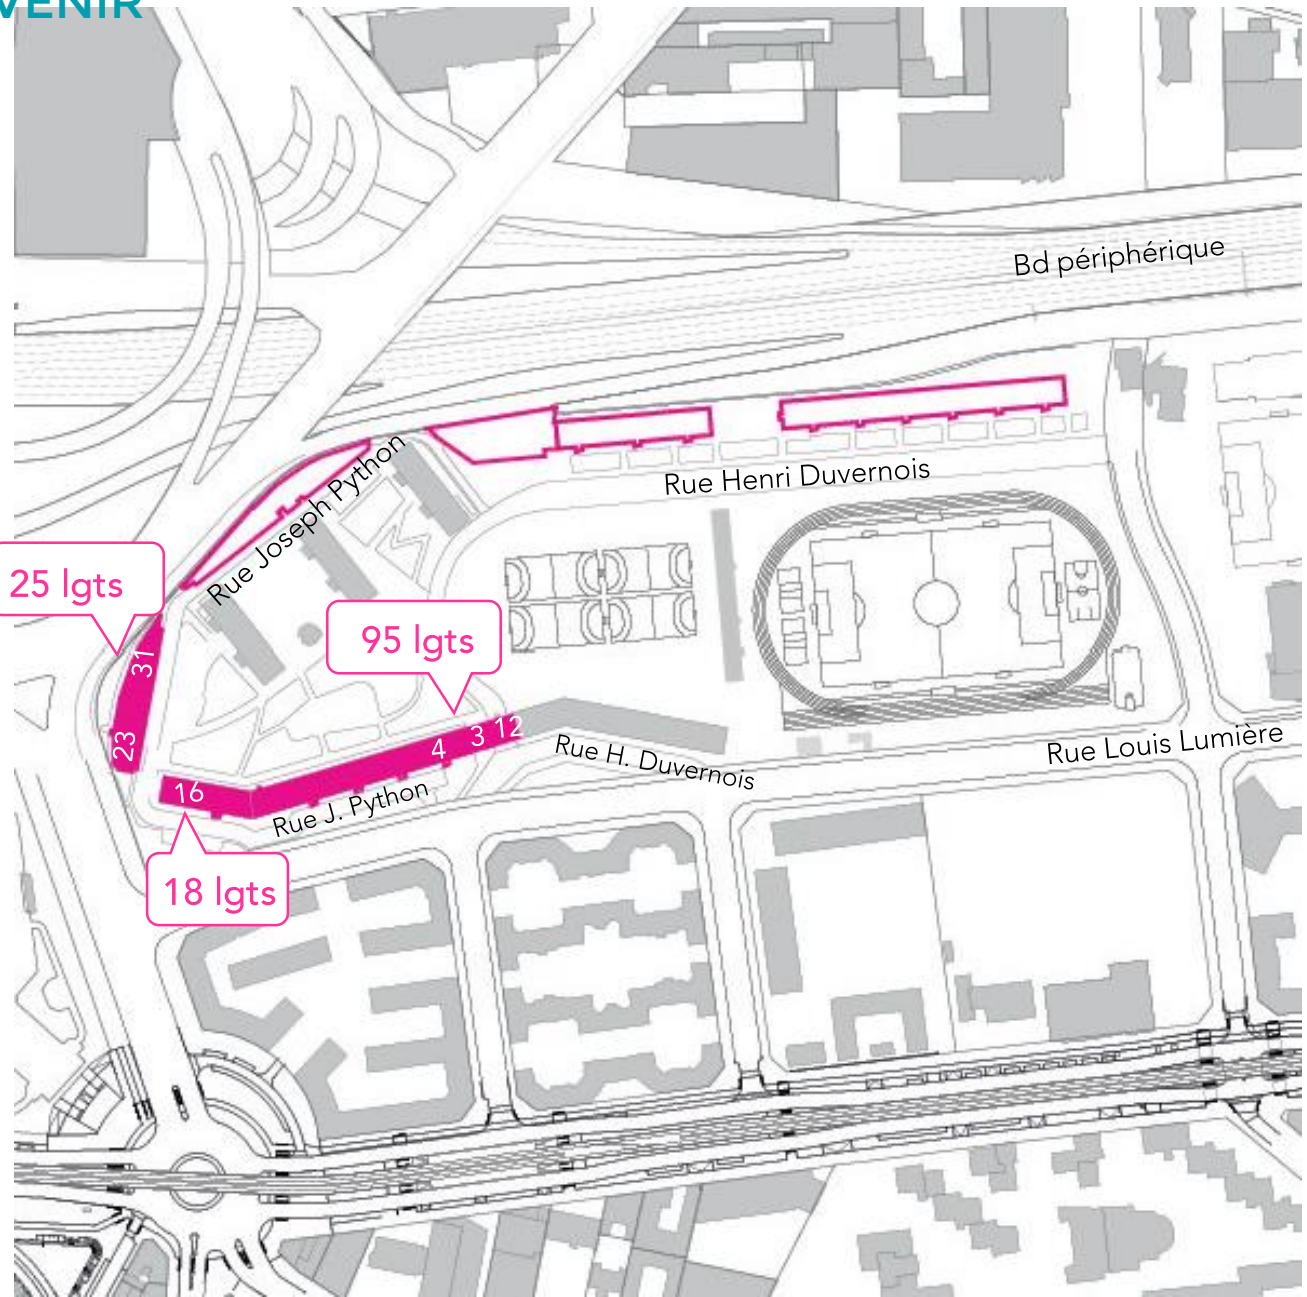 VENIR
Bd périphérique
Rue Joseph Python
Rue Henri Duvernois
25 lgts
95 lgts
31
23
16
4
3
12
Rue H. Duvernois
Rue Louis Lumière
Rue J. Python
18 lgts